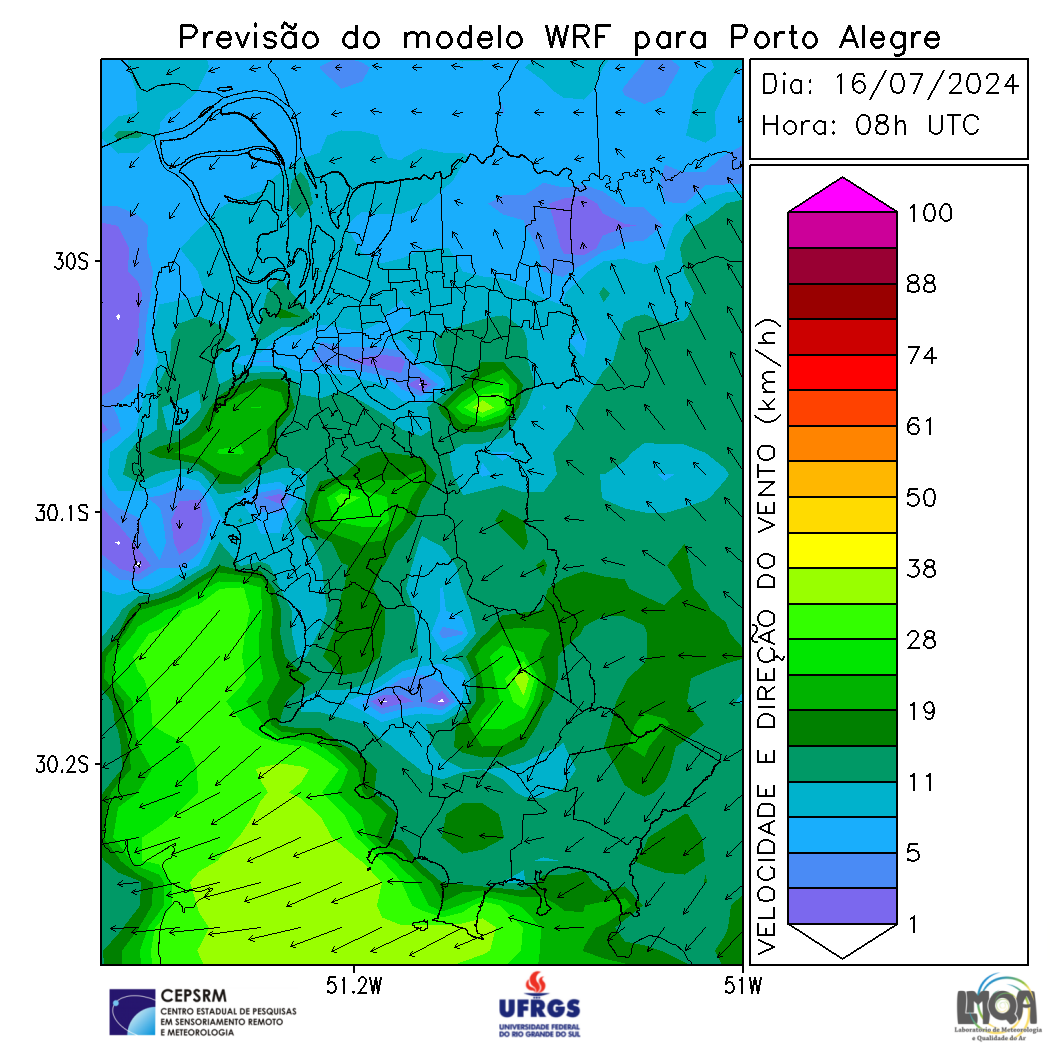 Previsão do modelo WRF para Porto Alegre
Dia: 16/07/2024
Hora: 08h UTC
30S
30.1S
30.2S
51.2W
51W
VELOCIDADE E DIREÇÃO DO VENTO (km/h)
100
88
74
61
50
38
28
19
11
5
1
CEPSRM
CENTRO ESTADUAL DE PESQUISAS
EM SENSORIAMENTO REMOTO
E METEOROLOGIA
UFRGS
UNIVERSIDADE FEDERAL
DO RIO GRANDE DO SUL
LMQA
Laboratório de Meteorologia
e Qualidade do Ar